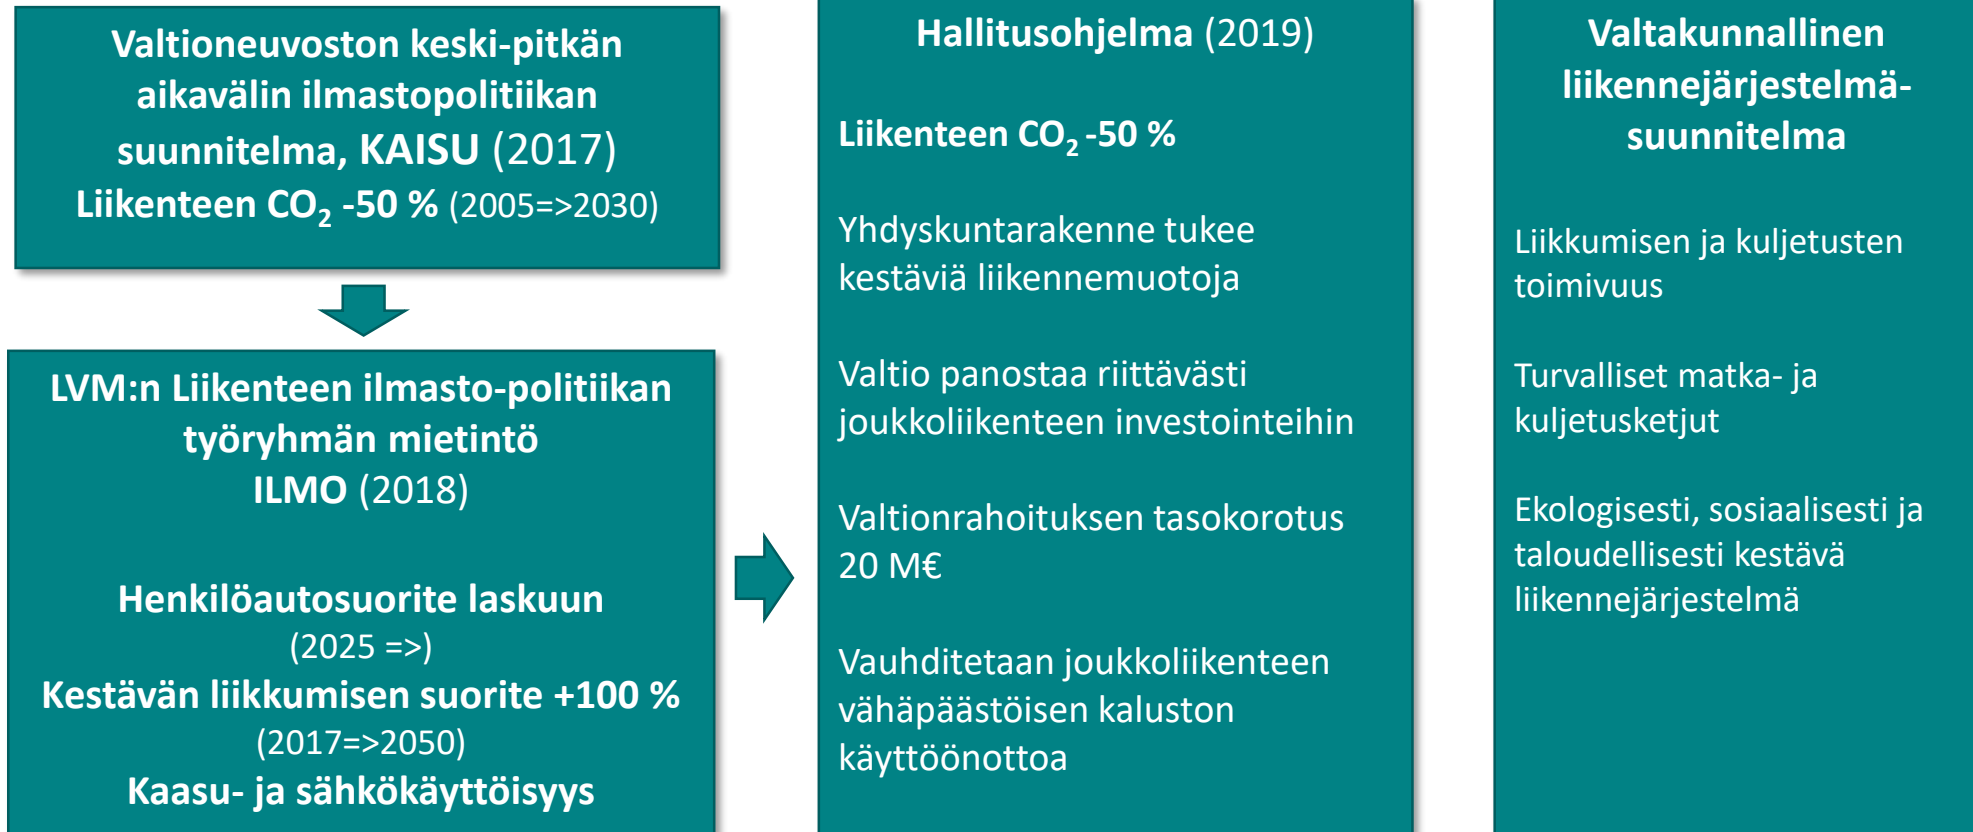 Valtioneuvoston keski-pitkän
aikavälin ilmastopolitiikan
suunnitelma, KAISU (2017)
Liikenteen CO₂ -50 % (2005=>2030)
LVM:n Liikenteen ilmasto-politiikan
työryhmän mietintö
ILMO (2018)
Henkilöautosuorite laskuun
(2025 =>)
Kestävän liikkumisen suorite +100 %
(2017=>2050)
Kaasu- ja sähkökäyttöisyys
Hallitusohjelma (2019)
Liikenteen CO₂ -50 %
Yhdyskuntarakenne tukee
kestäviä liikennemuotoja
Valtio panostaa riittävästi
joukkoliikenteen investointeihin
Valtionrahoituksen tasokorotus
20 M€
Vauhditetaan joukkoliikenteen
vähäpäästöisen kaluston
käyttöönottoa
Valtakunnallinen
liikennejärjestelmä-
suunnitelma
Liikkumisen ja kuljetusten
toimivuus
Turvalliset matka- ja
kuljetusketjut
Ekologisesti, sosiaalisesti ja
taloudellisesti kestävä
liikennejärjestelmä